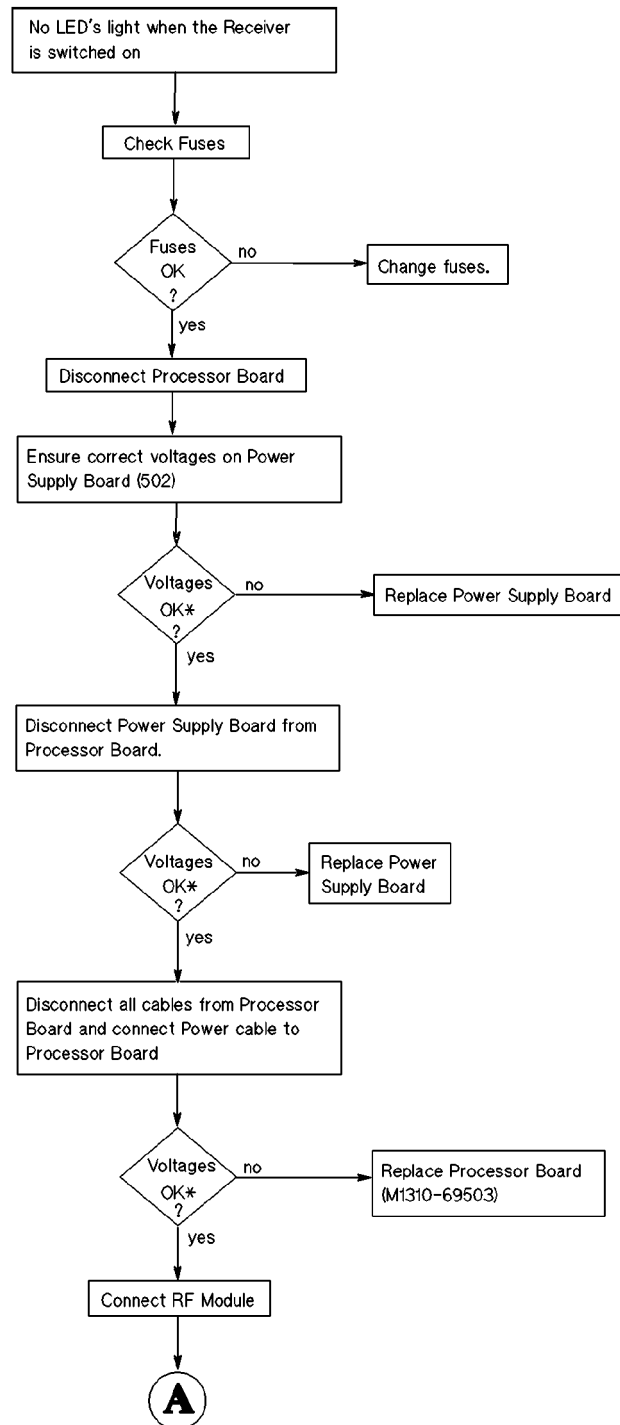 No LED's light when the Receiver
is switched on
Check Fuses
Fuses
OK
?
no
Change fuses.
yes
Disconnect Processor Board
Ensure correct voltages on Power
Supply Board (502)
Voltages
OK*
?
no
Replace Power Supply Board
yes
Disconnect Power Supply Board from
Processor Board.
Voltages
OK*
?
no
Replace Power
Supply Board
yes
Disconnect all cables from Processor
Board and connect Power cable to
Processor Board
Voltages
OK*
?
no
Replace Processor Board
(M1310-69503)
yes
Connect RF Module
A